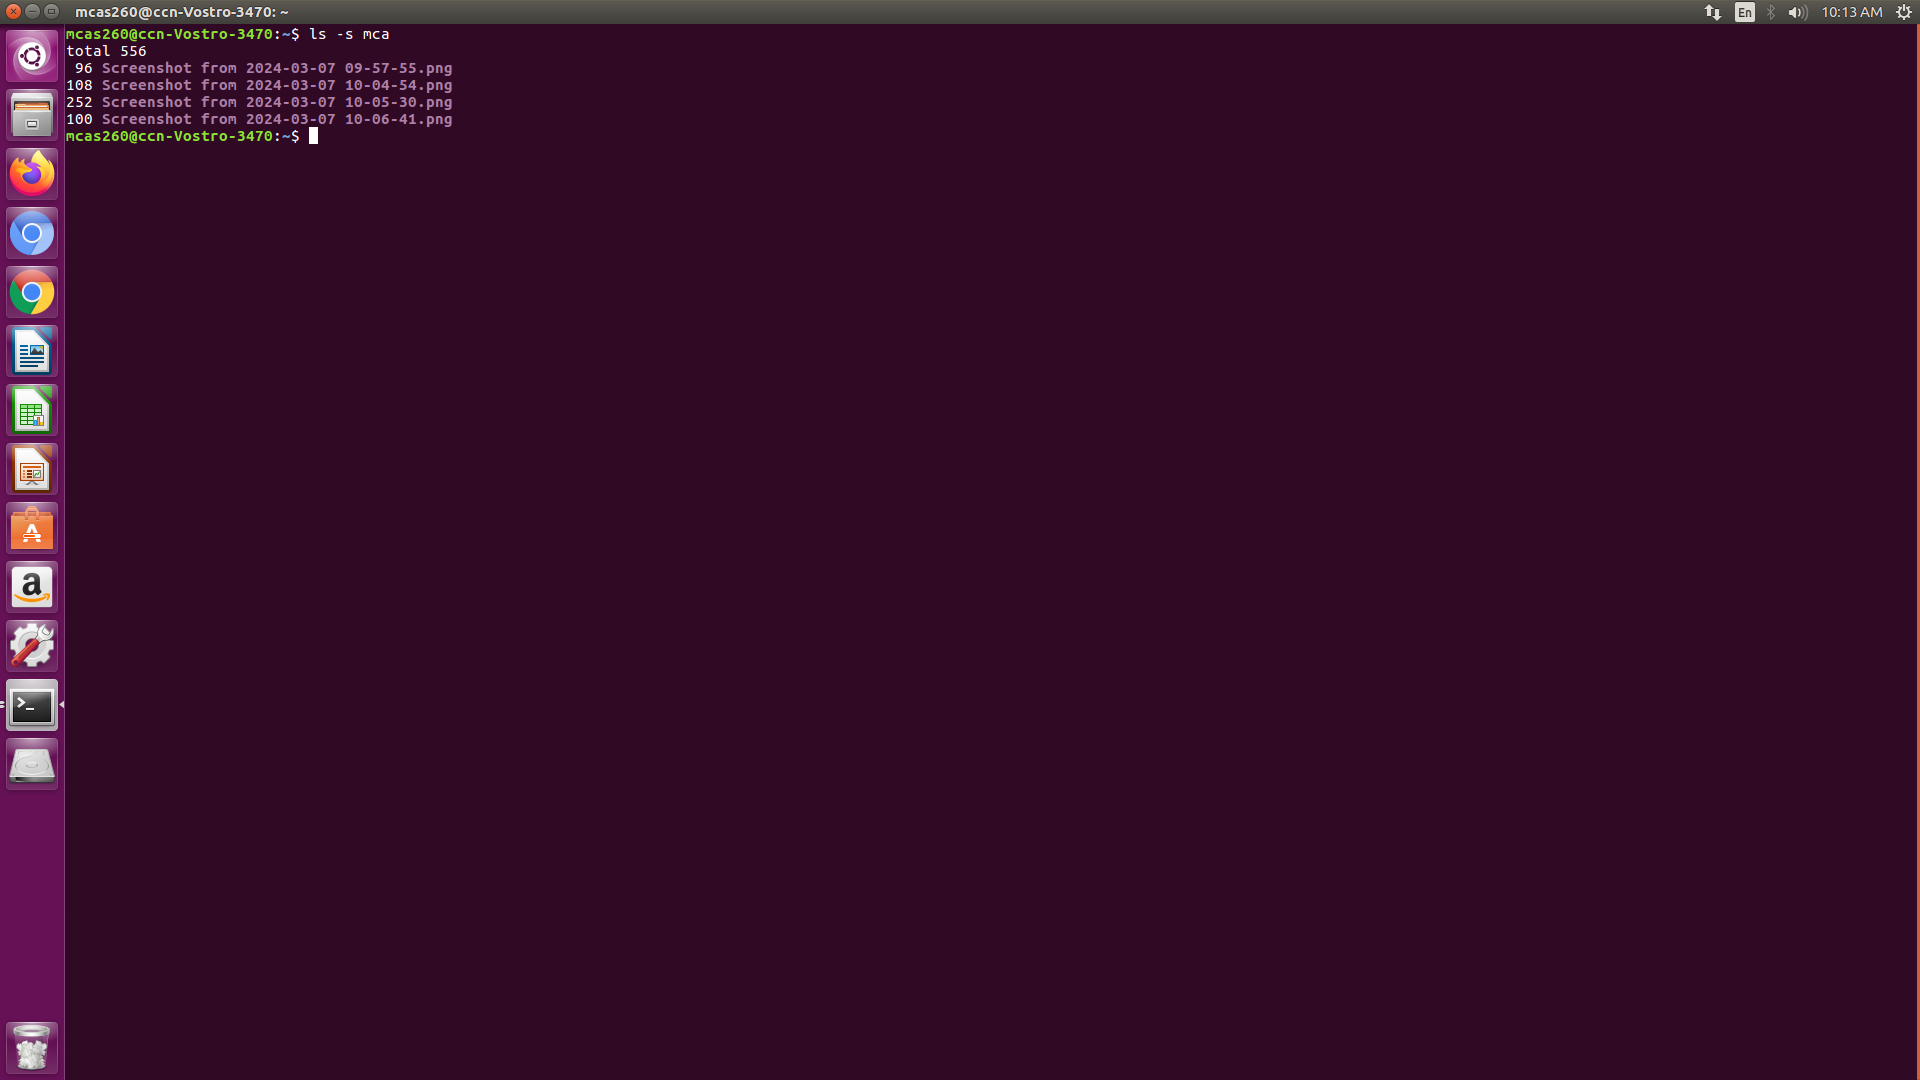 mcas260@ccn-Vostro-3470: ~
En
10:13 AM
mcas260@ccn-Vostro-3470:~$ ls -s mca
total 556
 96 Screenshot from 2024-03-07 09-57-55.png
108 Screenshot from 2024-03-07 10-04-54.png
252 Screenshot from 2024-03-07 10-05-30.png
100 Screenshot from 2024-03-07 10-06-41.png
mcas260@ccn-Vostro-3470:~$